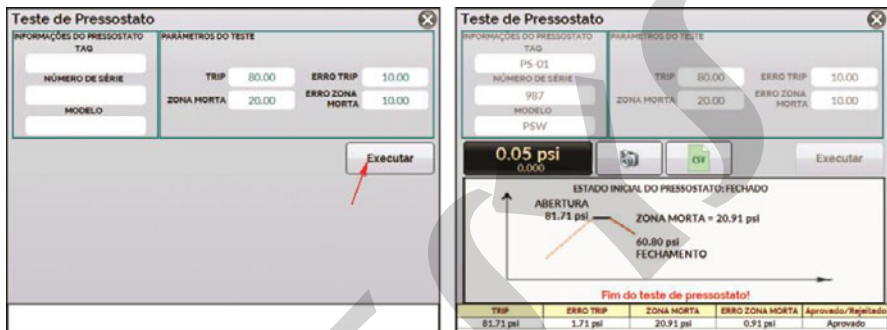 Teste de Pressostato
INFORMAÇÕES DO PRESSOSTATO
TAG
NÚMERO DE SÉRIE
MODELO
PARÂMETROS DO TESTE
TRIP 80.00 ERRO TRIP 10.00
ZONA MORTA 20.00 ERRO ZONA MORTA 10.00
Executar
Teste de Pressostato
INFORMAÇÕES DO PRESSOSTATO
TAG
PS-01
NÚMERO DE SÉRIE
987
MODELO
PSW
PARÂMETROS DO TESTE
TRIP 80.00 ERRO TRIP 10.00
ZONA MORTA 20.00 ERRO ZONA MORTA 10.00
0.05 psi
0.000
CSV
Executar
ESTADO INICIAL DO PRESSOSTATO: FECHADO
ABERTURA
81.71 psi
ZONA MORTA = 20.91 psi
60.80 psi
FECHAMENTO
Fim do teste de pressostato!
TRIP ERRO TRIP ZONA MORTA ERRO ZONA MORTA Aprovado/Rejeitado
81.71 psi 1.71 psi 20.91 psi 0.91 psi Aprovado